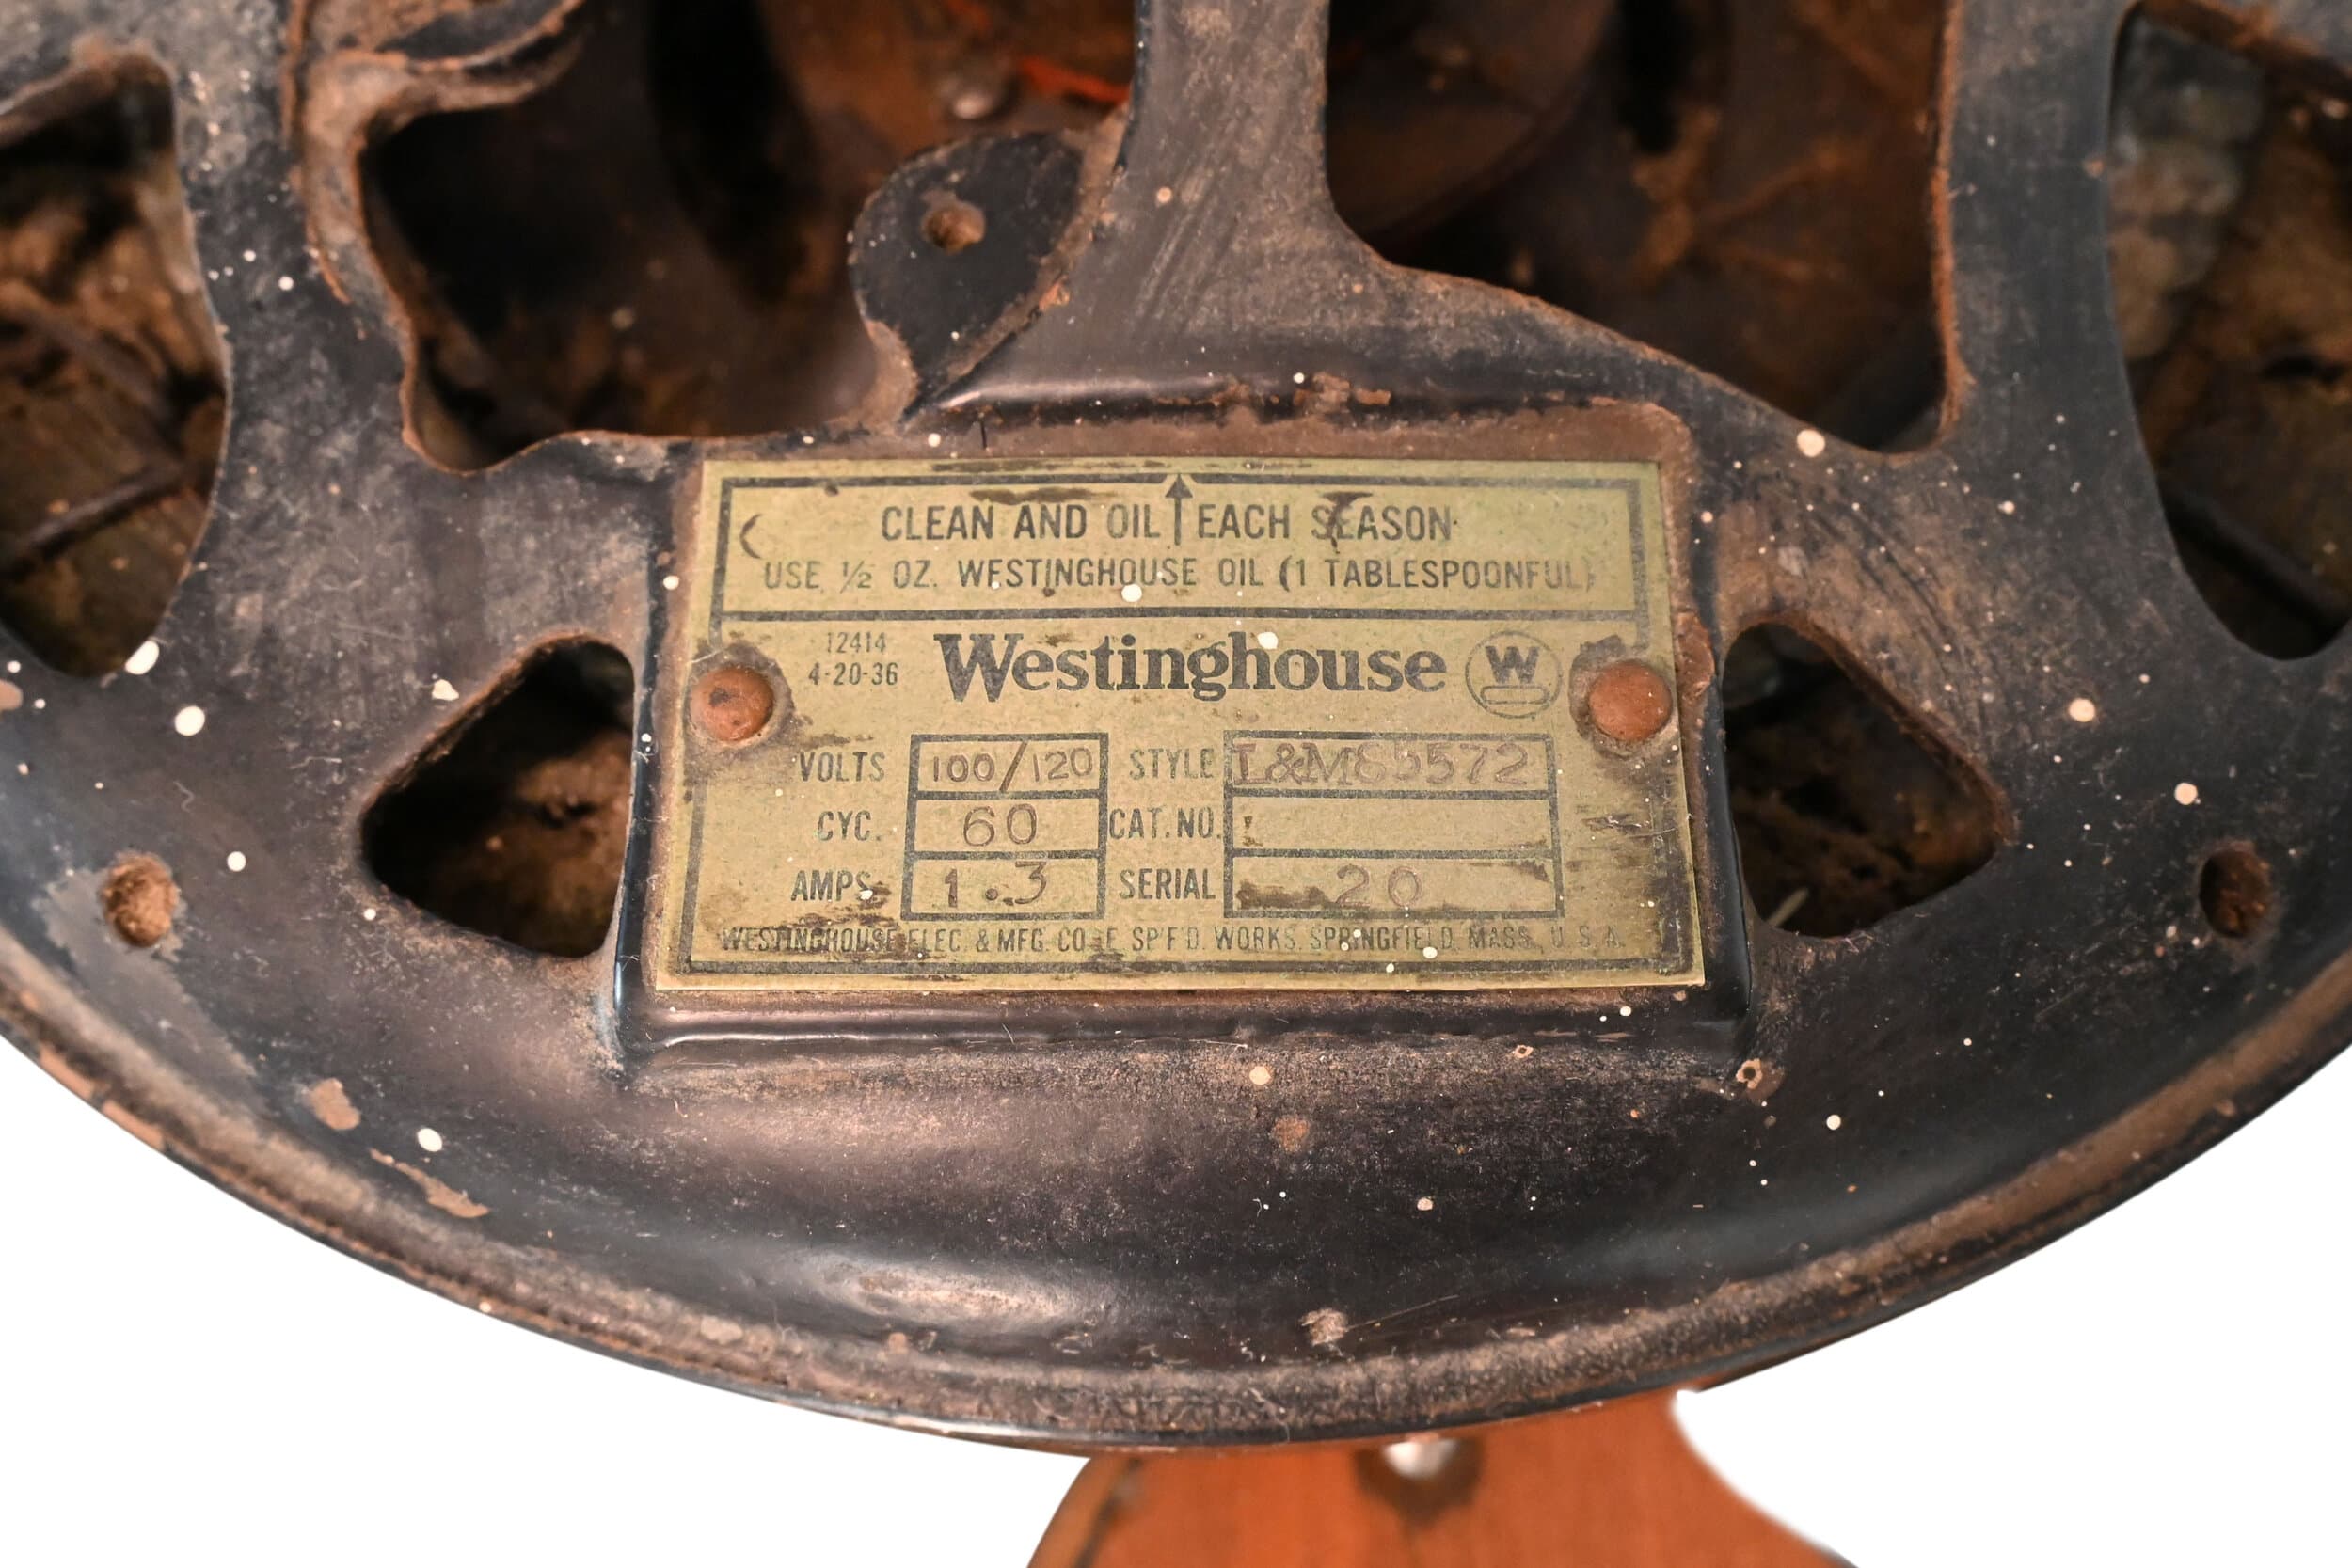 CLEAN AND OIL EACH SEASON
USE ½ OZ. WESTINGHOUSE OIL (1 TABLESPOONFUL)
12414
4-20-36
Westinghouse W
VOLTS 100/120 STYLE L&M85572
CYC. 60 CAT. NO.
AMPS. 1.3 SERIAL 20
WESTINGHOUSE ELEC. & MFG. CO. E. SP'F'D. WORKS, SPRINGFIELD, MASS., U.S.A.